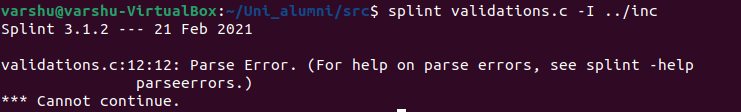 varshu@varshu-VirtualBox:~/Uni_alumni/src$ splint validations.c -I ../inc
Splint 3.1.2 --- 21 Feb 2021
validations.c:12:12: Parse Error. (For help on parse errors, see splint -help
parseerrors.)
*** Cannot continue.